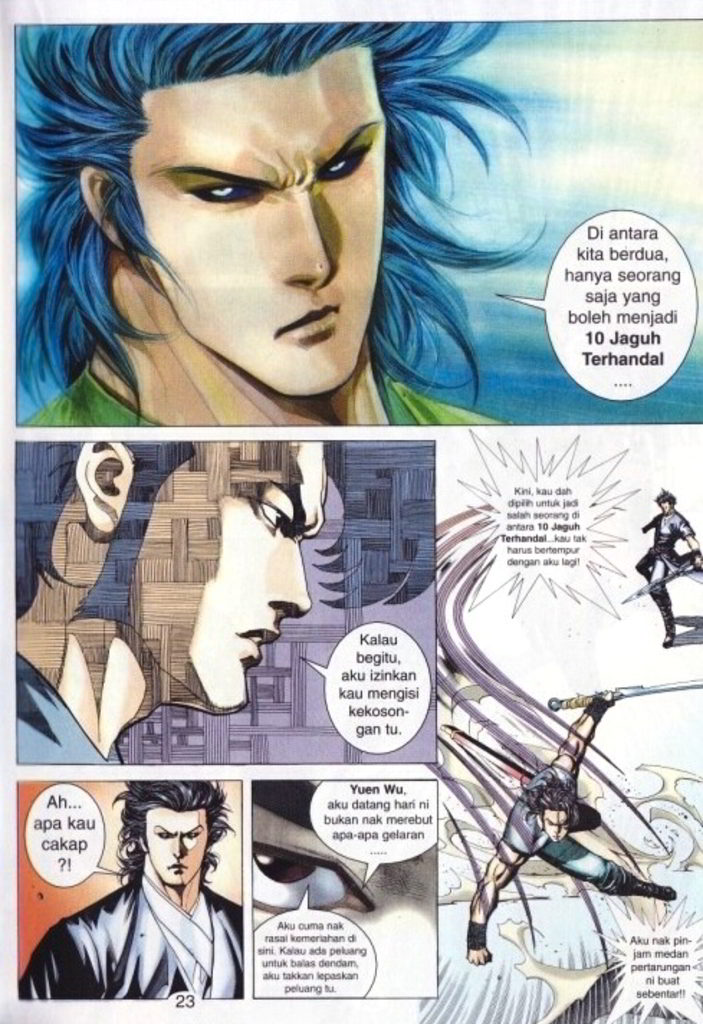 Di antara
kita berdua,
hanya seorang
saja yang
boleh menjadi
10 Jaguh
Terhandal
....
Kini, kau dah
dipilih untuk jadi
salah seorang di
antara 10 Jaguh
Terhandal...kau tak
harus bertempur
dengan aku lagi!
Kalau
begitu,
aku izinkan
kau mengisi
kekoson-
gan tu.
Ah...
apa kau
cakap
?!
Yuen Wu,
aku datang hari ni
bukan nak merebut
apa-apa gelaran
.....
Aku cuma nak
rasai kemeriahan di
sini. Kalau ada peluang
untuk balas dendam,
aku takkan lepaskan
peluang tu.
Aku nak pin-
jam medan
pertarungan
ni buat
sebentar!!
23